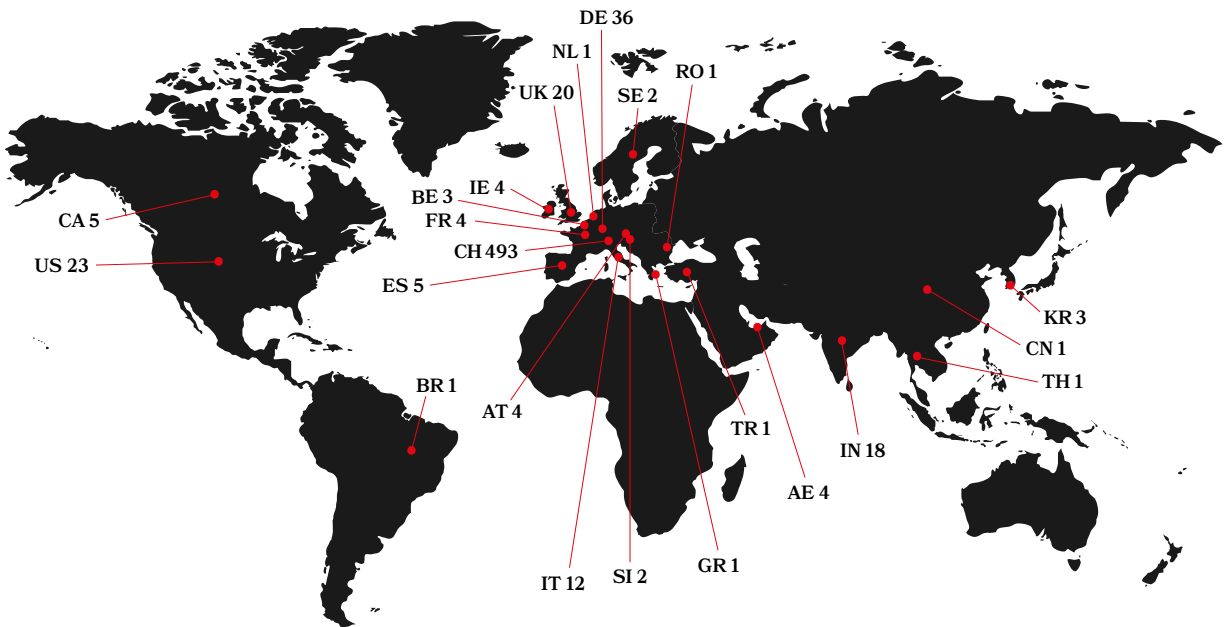 DE 36
NL 1
RO 1
UK 20
SE 2
IE 4
BE 3
CA 5
FR 4
CH 493
US 23
ES 5
KR 3
CN 1
TH 1
BR 1
AT 4
TR 1
IN 18
AE 4
GR 1
SI 2
IT 12